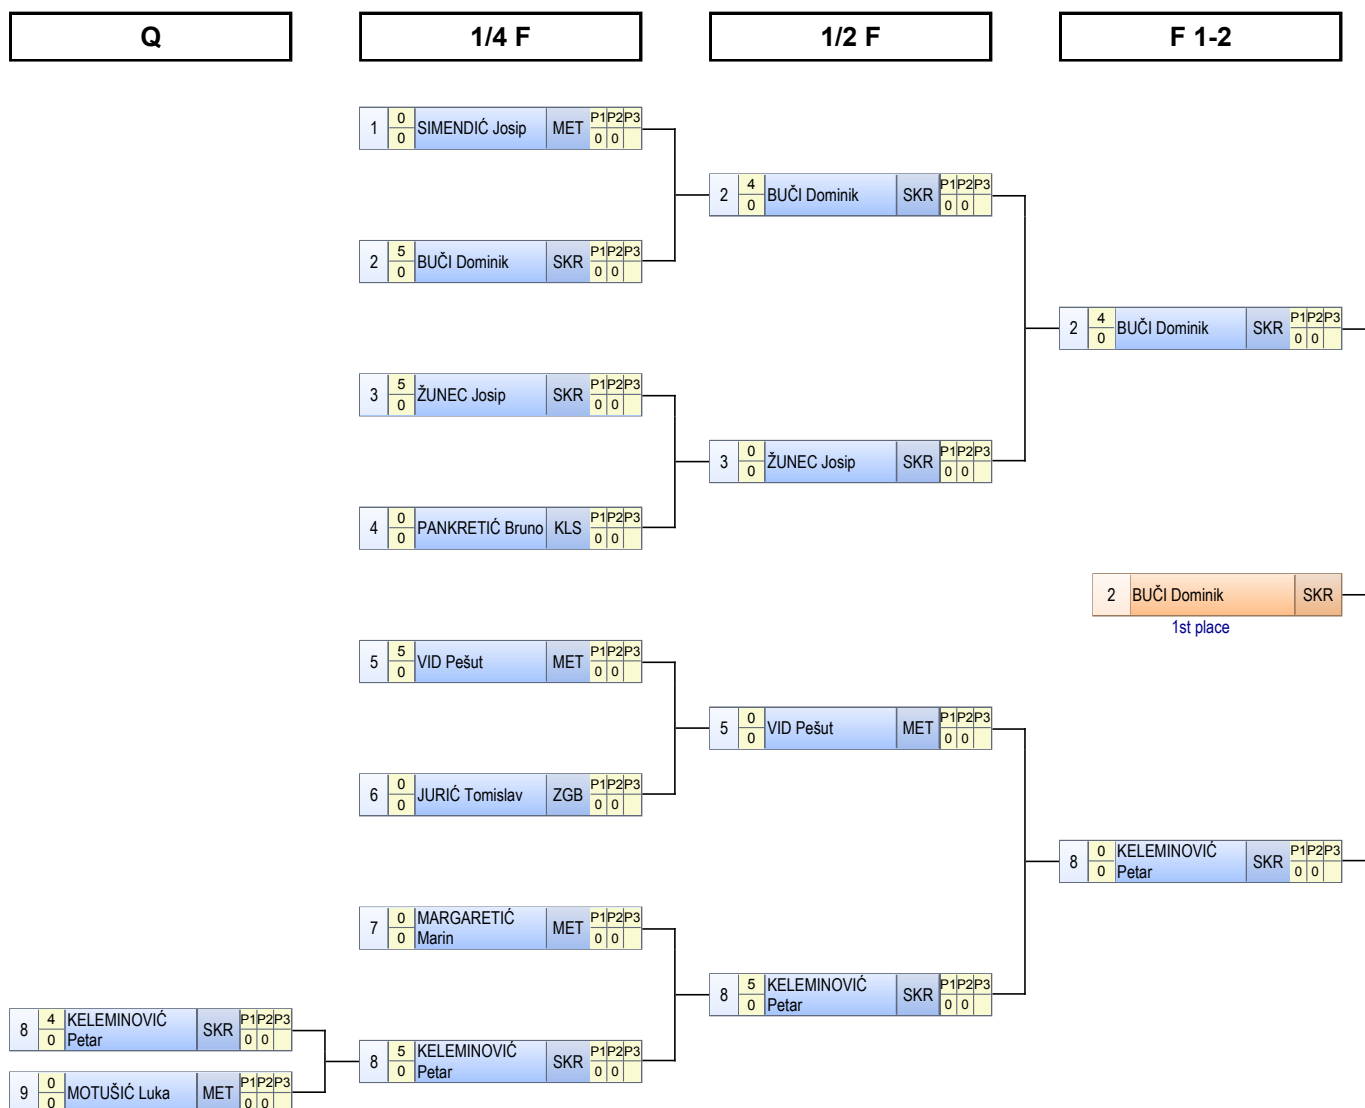 Q 1/4 F 1/2 F F 1-2
1 0 0 SIMENDIĆ Josip MET P1 P2 P3 0 0
2 4 0 BUČI Dominik SKR P1 P2 P3 0 0
2 5 0 BUČI Dominik SKR P1 P2 P3 0 0
2 4 0 BUČI Dominik SKR P1 P2 P3 0 0
3 5 0 ŽUNEC Josip SKR P1 P2 P3 0 0
3 0 0 ŽUNEC Josip SKR P1 P2 P3 0 0
4 0 0 PANKRETIĆ Bruno KLS P1 P2 P3 0 0
2 BUČI Dominik SKR
1st place
5 5 0 VID Pešut MET P1 P2 P3 0 0
5 0 0 VID Pešut MET P1 P2 P3 0 0
6 0 0 JURIĆ Tomislav ZGB P1 P2 P3 0 0
8 0 0 KELEMINOVIĆ Petar SKR P1 P2 P3 0 0
7 0 0 MARGARETIĆ Marin MET P1 P2 P3 0 0
8 5 0 KELEMINOVIĆ Petar SKR P1 P2 P3 0 0
8 4 0 KELEMINOVIĆ Petar SKR P1 P2 P3 0 0
8 5 0 KELEMINOVIĆ Petar SKR P1 P2 P3 0 0
9 0 0 MOTUŠIĆ Luka MET P1 P2 P3 0 0